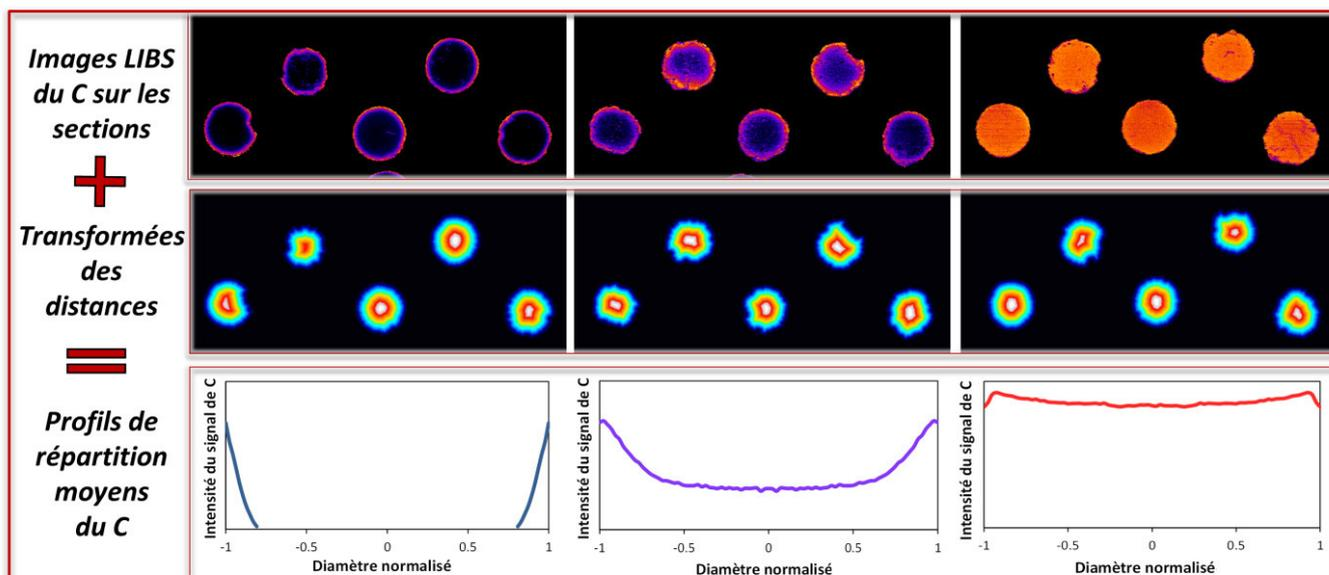 Images LIBS
du C sur les
sections
+
Transformées
des
distances
=
Profils de
répartition
moyens
du C
Intensité du signal de C
-1 -0.5 0 0.5 1
Diamètre normalisé
Intensité du signal de C
-1 -0.5 0 0.5 1
Diamètre normalisé
Intensité du signal de C
-1 -0.5 0 0.5 1
Diamètre normalisé